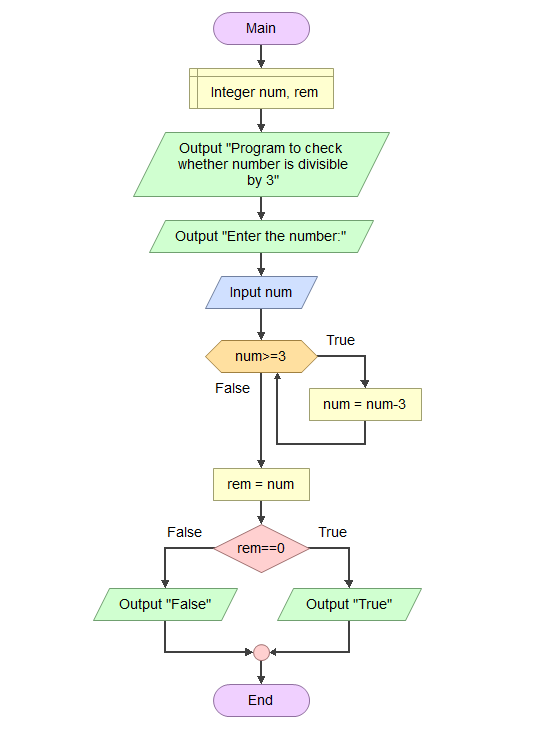 Main
Integer num, rem
Output "Program to check
whether number is divisible
by 3"
Output "Enter the number:"
Input num
num>=3
True
False
num = num-3
rem = num
False
True
rem==0
Output "False"
Output "True"
End